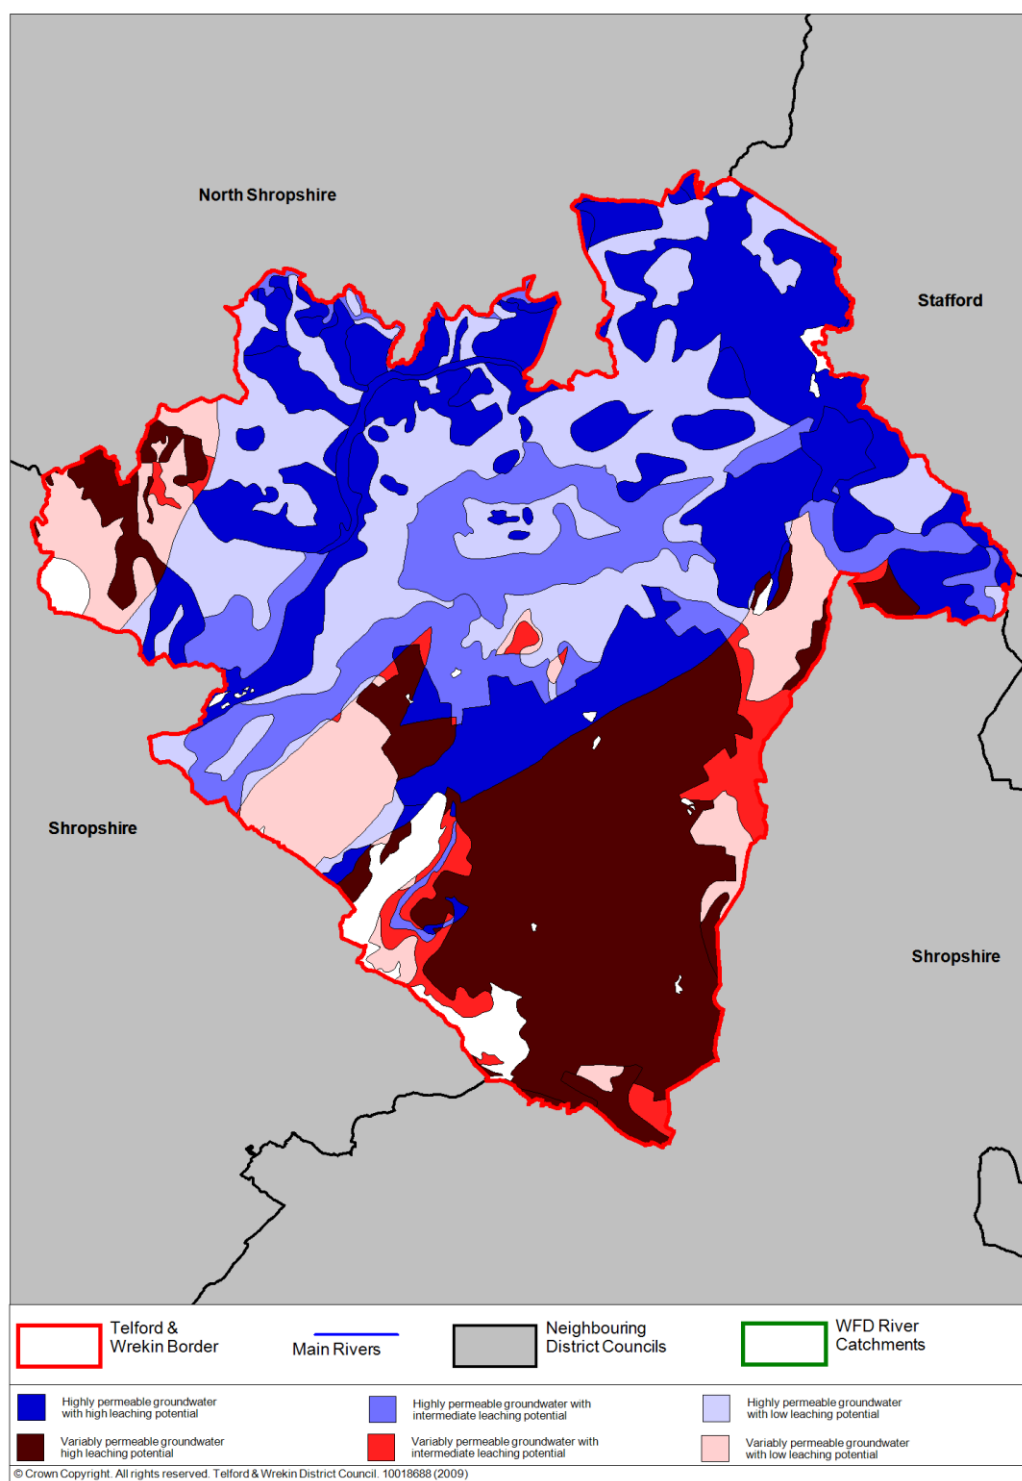 North Shropshire
Stafford
Shropshire
Shropshire
Telford &
Wrekin Border
Main Rivers
Neighbouring
District Councils
WFD River
Catchments
Highly permeable groundwater
with high leaching potential
Highly permeable groundwater with
intermediate leaching potential
Highly permeable groundwater
with low leaching potential
Variably permeable groundwater
high leaching potential
Variably permeable groundwater with
intermediate leaching potential
Variably permeable groundwater
with low leaching potential
© Crown Copyright. All rights reserved. Telford & Wrekin District Council. 10018688 (2009)